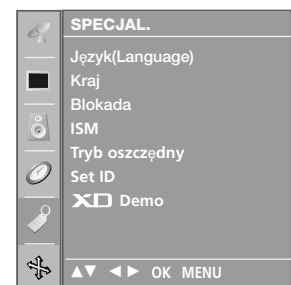 SPECJAL.
Język(Language)
Kraj
Blokada
ISM
Tryb oszczędny
Set ID
XD Demo
▲▼ ◄► OK MENU